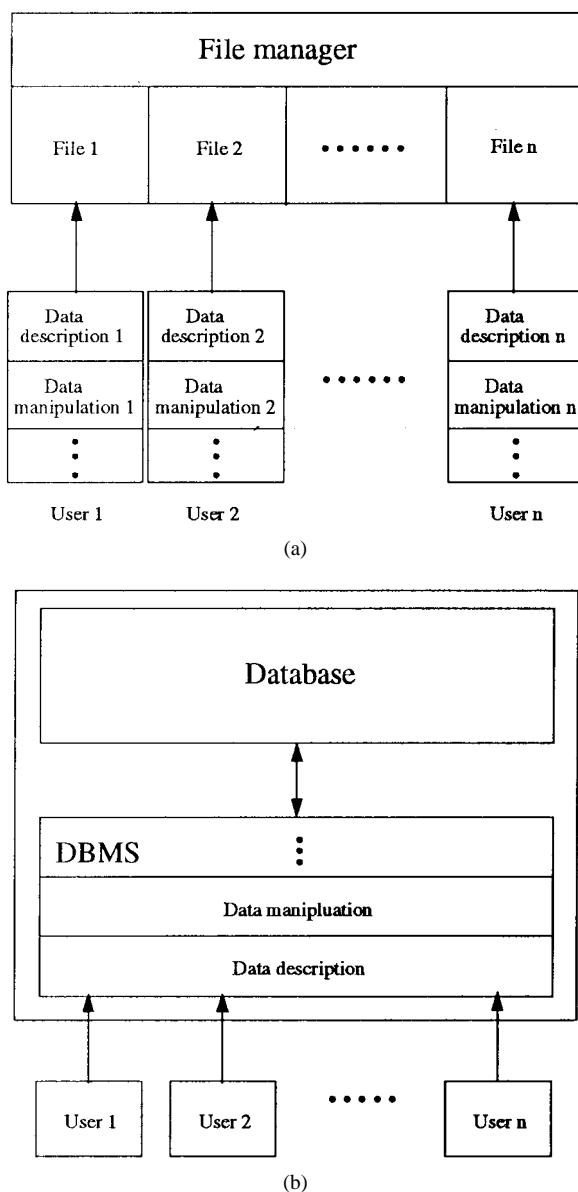 File manager
File 1
File 2
File n
Data
description 1
Data
description 2
Data
description n
Data
manipulation 1
Data
manipulation 2
Data
manipulation n
User 1
User 2
User n
(a)
Database
DBMS
Data manipluation
Data description
User 1
User 2
User n
(b)